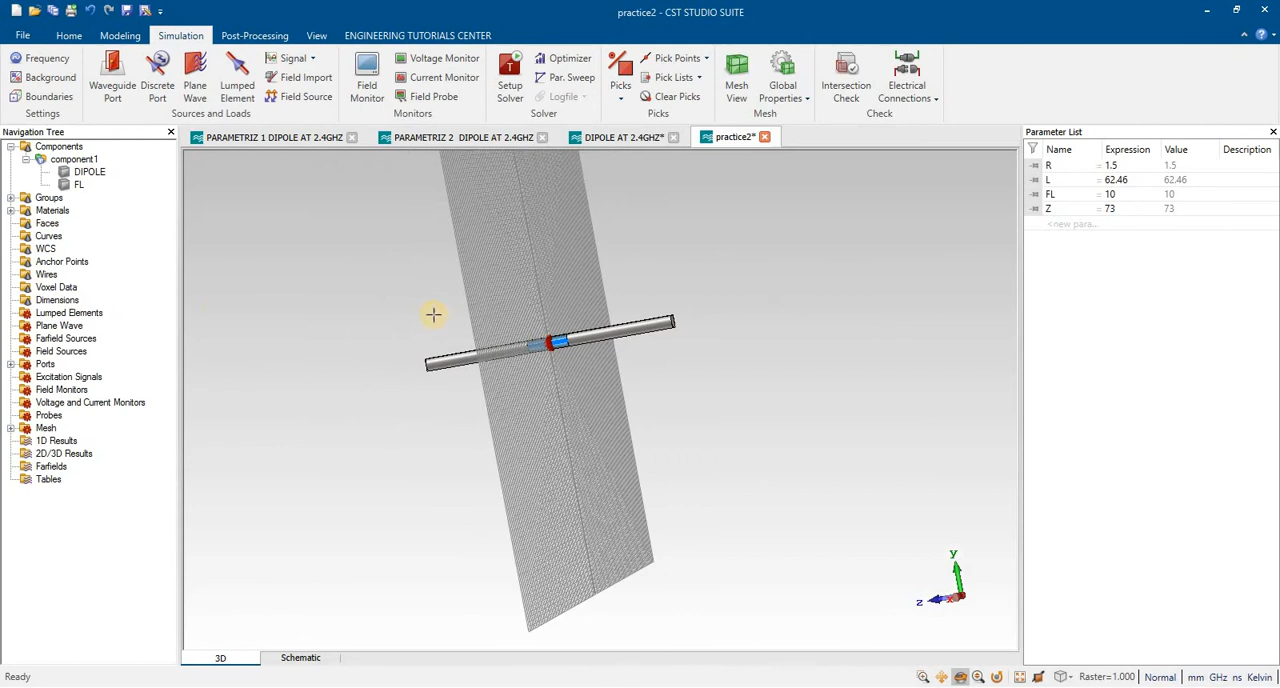 practice2 - CST STUDIO SUITE
File Home Modeling Simulation Post-Processing View ENGINEERING TUTORIALS CENTER
Frequency
Background
Boundaries
Settings
Waveguide Port
Discrete Port
Plane Wave
Lumped Element
Signal
Field Import
Field Source
Sources and Loads
Field Monitor
Voltage Monitor
Current Monitor
Field Probe
Monitors
Setup Solver
Optimizer
Par. Sweep
Logfile
Solver
Picks
Pick Points
Pick Lists
Clear Picks
Picks
Mesh View
Global Properties
Mesh
Intersection Check
Electrical Connections
Check
Navigation Tree
PARAMETRIZ 1 DIPOLE AT 2.4GHZ
PARAMETRIZ 2 DIPOLE AT 2.4GHZ
DIPOLE AT 2.4GHZ*
practice2*
Components
component1
DIPOLE
FL
Groups
Materials
Faces
Curves
WCS
Anchor Points
Wires
Voxel Data
Dimensions
Lumped Elements
Plane Wave
Farfield Sources
Field Sources
Ports
Excitation Signals
Field Monitors
Voltage and Current Monitors
Probes
Mesh
1D Results
2D/3D Results
Farfields
Tables
Parameter List
Name Expression Value Description
R = 1.5 1.5
L = 62.46 62.46
FL = 10 10
Z = 73 73
<new para...
y
z
x
3D Schematic
Ready
Raster=1.000 Normal mm GHz ns Kelvin